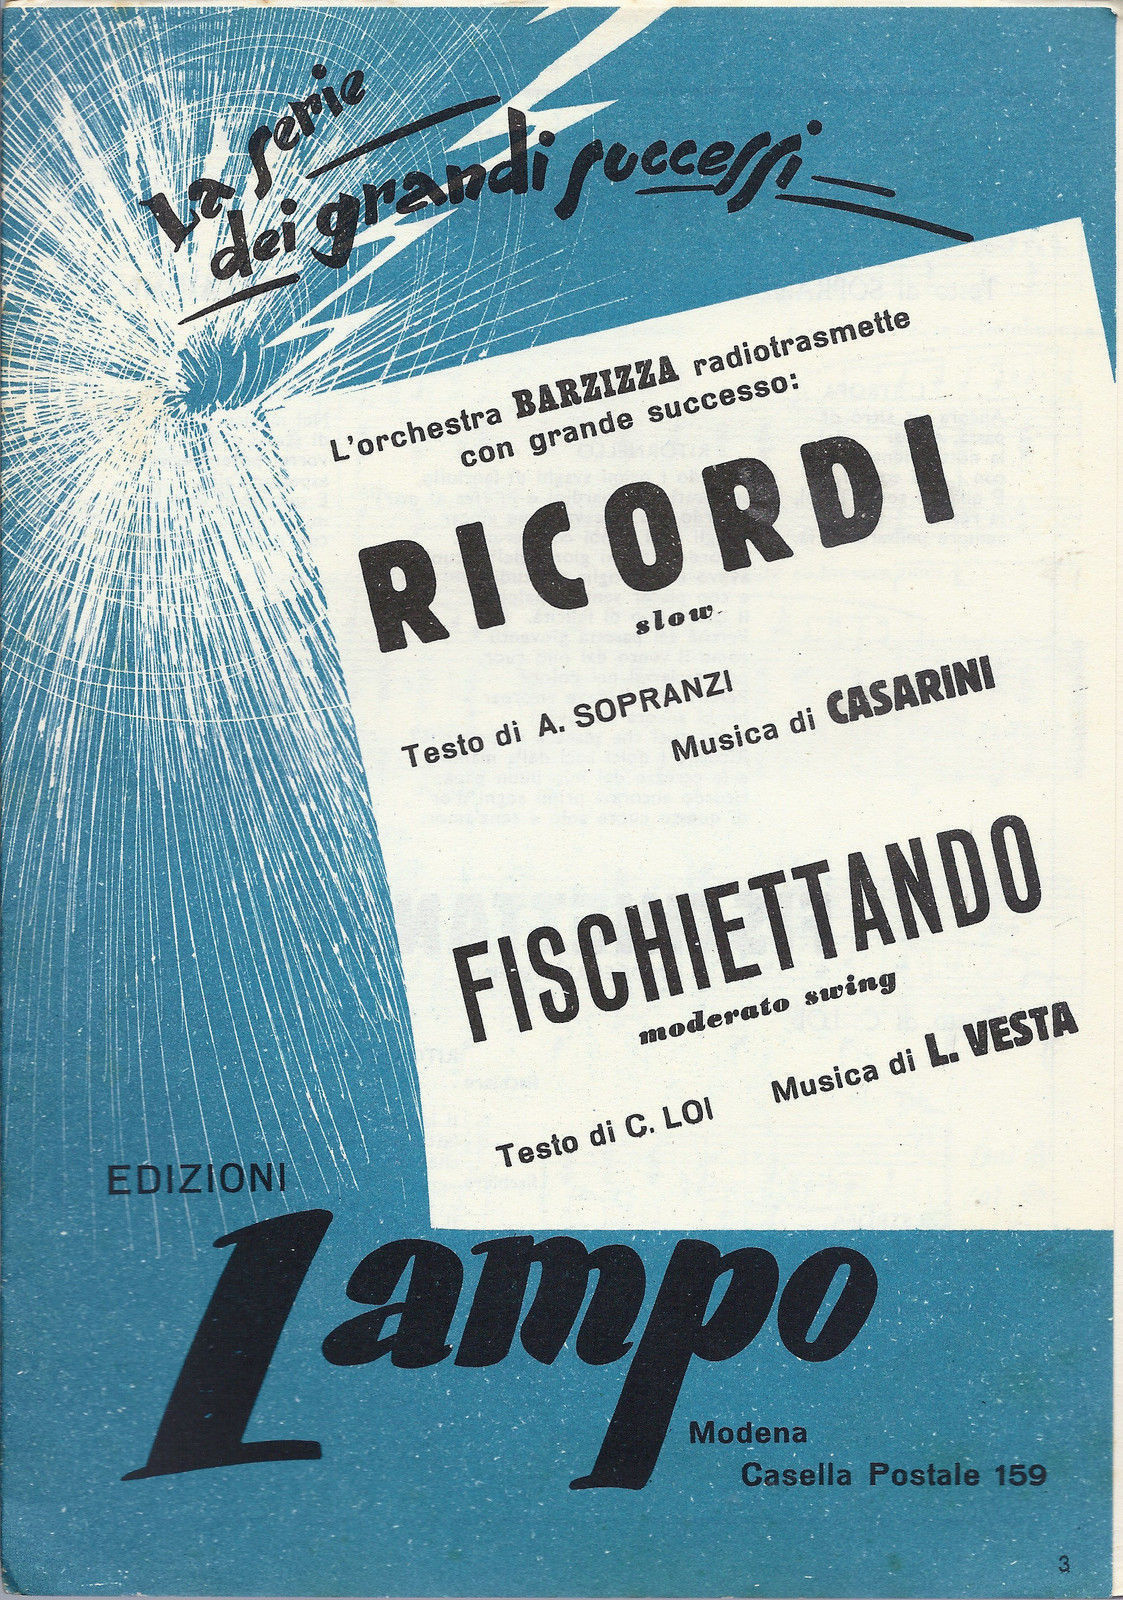 La serie
dei grandi successi
L'orchestra BARZIZZA radiotrasmette
con grande successo:
RICORDI
slow
Testo di A. SOPRANZI
Musica di CASARINI
FISCHIETTANDO
moderato swing
Testo di C. LOI
Musica di L. VESTA
EDIZIONI
Lampo
Modena
Casella Postale 159
3